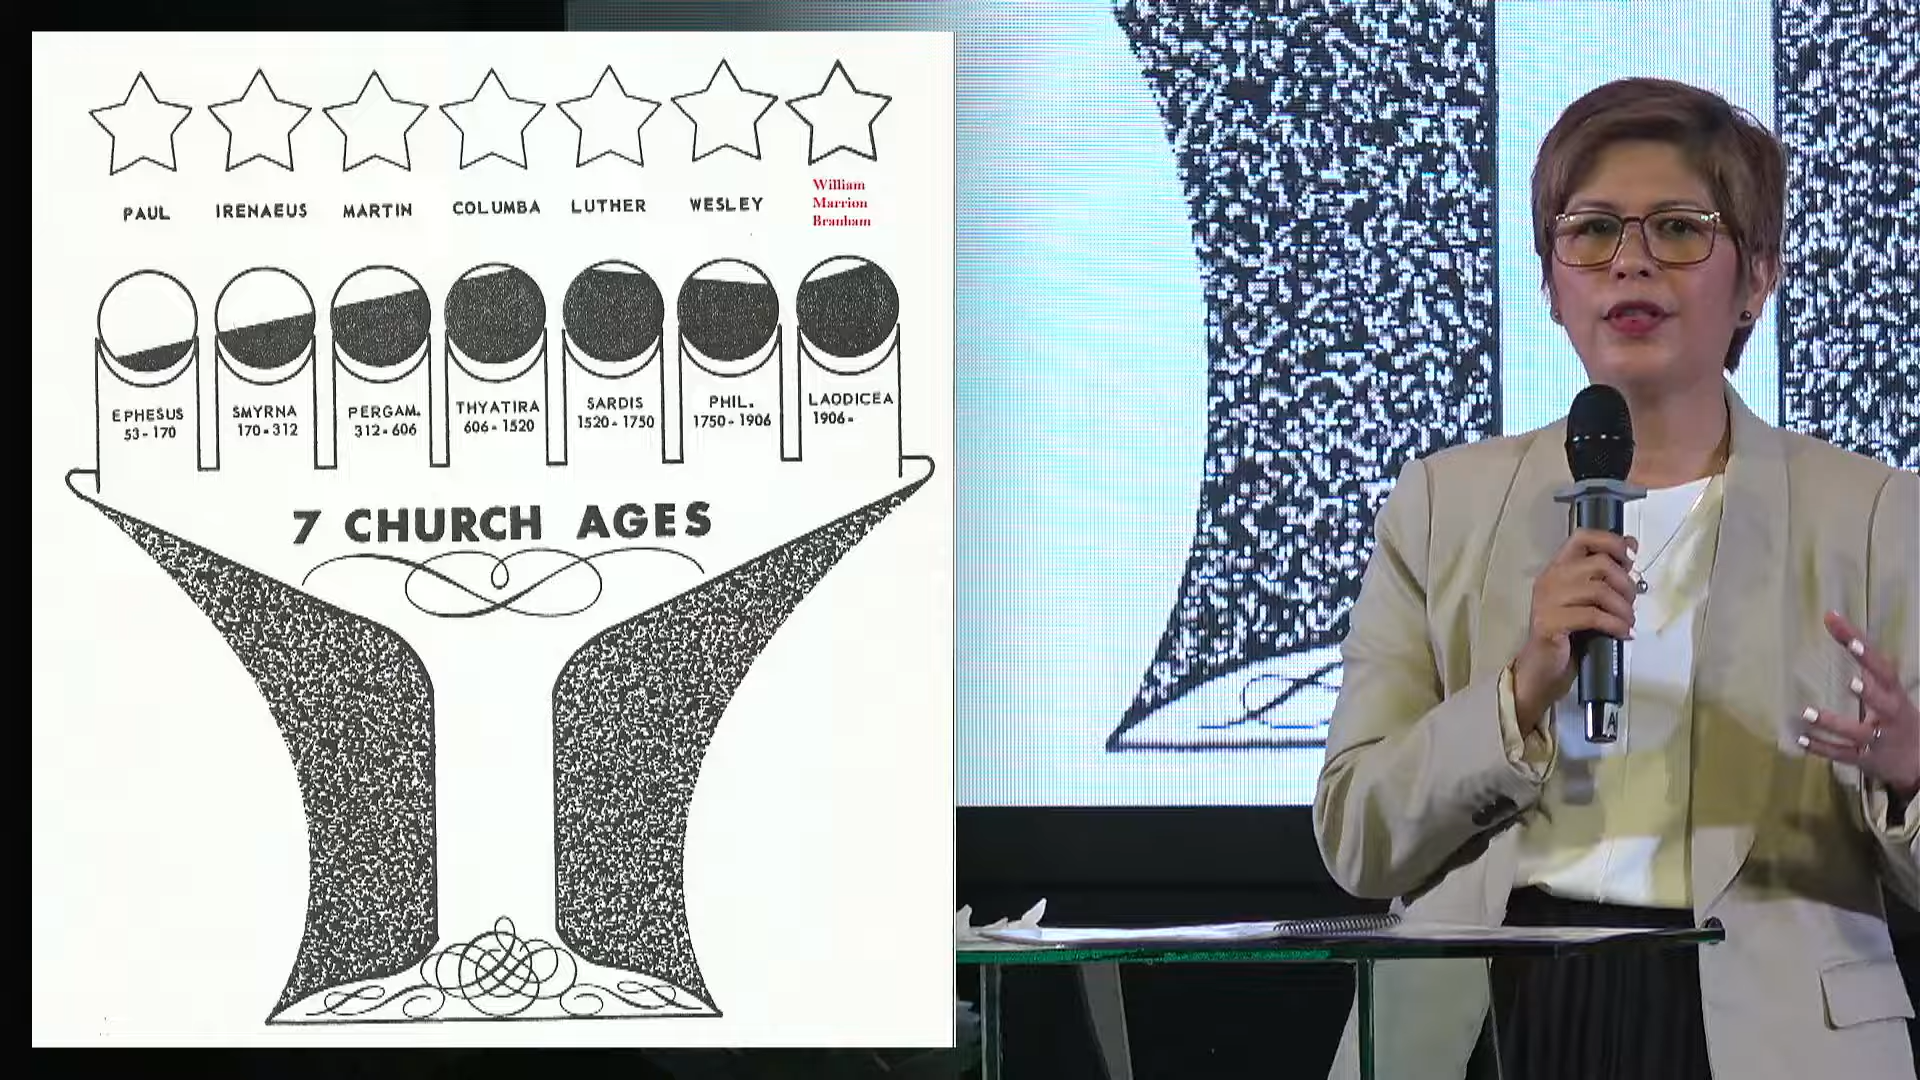 PAUL
IRENAEUS
MARTIN
COLUMBA
LUTHER
WESLEY
William
Marrion
Branham
EPHESUS
53-170
SMYRNA
170-312
PERGAM.
312-606
THYATIRA
606-1520
SARDIS
1520-1750
PHIL.
1750-1906
LAODICEA
1906-
7 CHURCH AGES
A